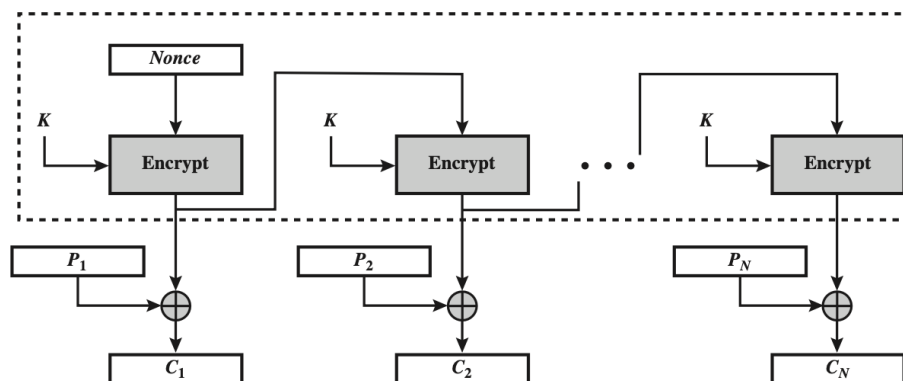 Nonce
K K K
Encrypt Encrypt • • • Encrypt
P1 P2 PN
C1 C2 CN